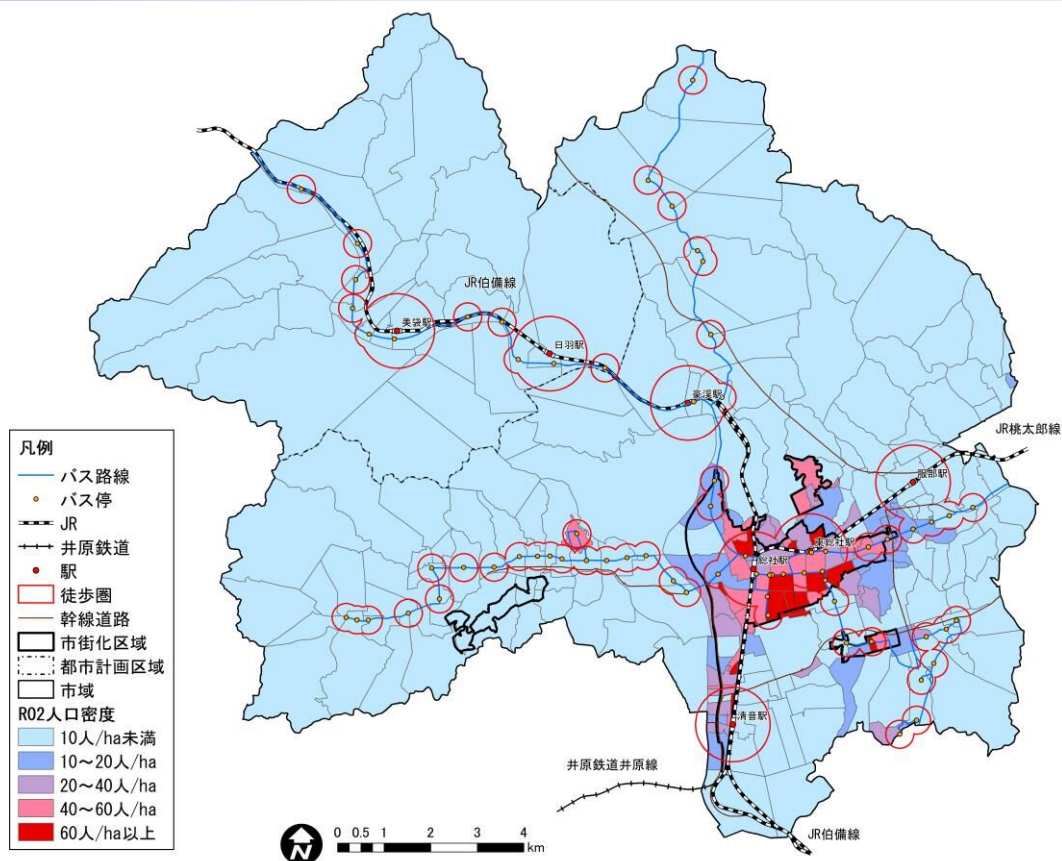 JR伯備線
美袋駅
日羽駅
豪渓駅
JR桃太郎線
服部駅
東総社駅
総社駅
清音駅
井原鉄道井原線
JR伯備線
凡例
バス路線
バス停
JR
井原鉄道
駅
徒歩圏
幹線道路
市街化区域
都市計画区域
市域
R02人口密度
10人/ha未満
10～20人/ha
20～40人/ha
40～60人/ha
60人/ha以上
N
0 0.5 1 2 3 4
km